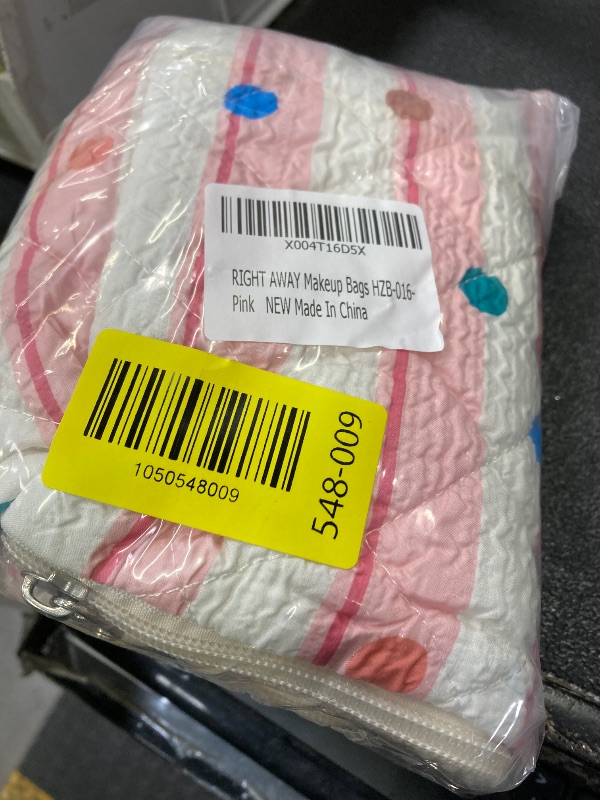 X004T16D5X
RIGHT AWAY Makeup Bags HZB-016-
Pink NEW Made In China
1050548009
548-009